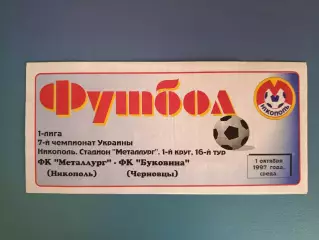 Футбол
НИКОПОЛЬ
1-лига
7-й чемпионат Украины
Никополь. Стадион "Металлург". 1-й круг, 16-й тур
ФК "Металлург" - ФК "Буковина"
(Никополь) (Черновцы)
1 октября
1997 года,
среда